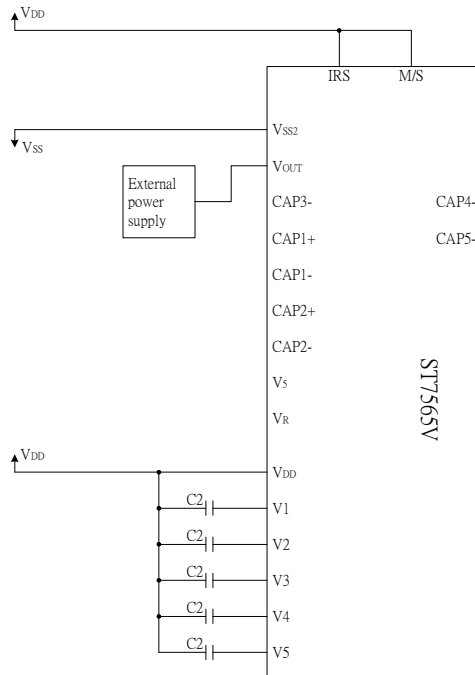 VDD
IRS M/S
VSS2
VSS
VOUT
External
power
supply
CAP3- CAP4-
CAP1+ CAP5-
CAP1-
CAP2+
CAP2-
V5
ST7565V
VR
VDD
VDD
C2 V1
C2 V2
C2 V3
C2 V4
C2 V5